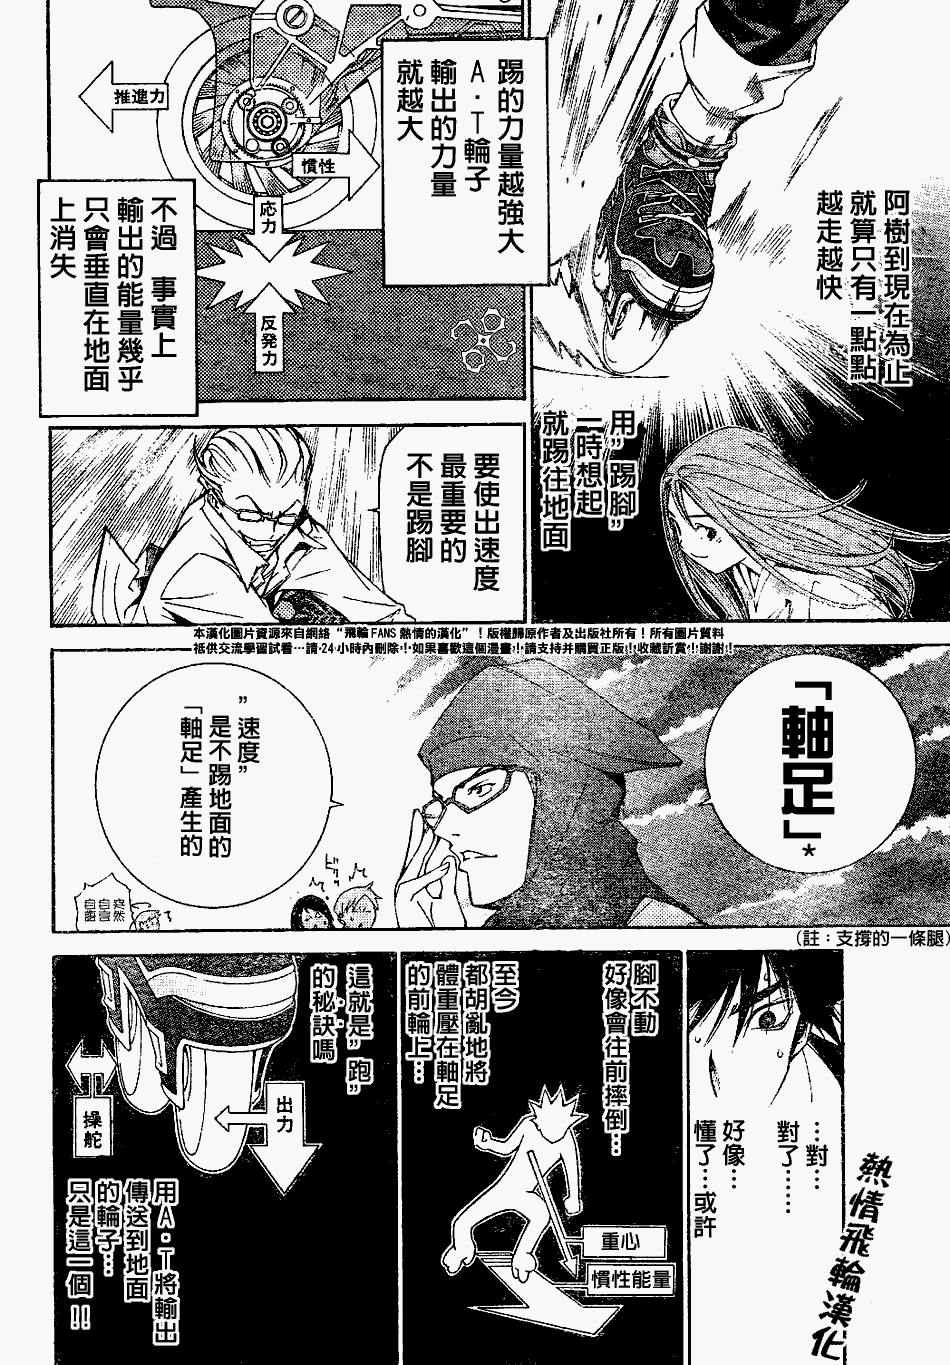 阿樹到現在為止
就算只有一點點
越走越快
用”踢腳”
一時想起
就踢往地面
踢的力量越強大
A・T輪子
輸出的力量
就越大
推進力
慣性
応力
反発力
不過 事實上
輸出的能量幾乎
只會垂直在地面
上消失
要使出速度
最重要的
不是踢腳
本漢化圖片資源來自網絡“飛輪FANS熱情的漢化”！版權歸原作者及出版社所有！所有圖片質料
祗供交流學習試看…請24小時內刪除！如果喜歡這個漫畫！請支持并購買正版！收藏訢賞！謝謝！
「軸足」*
(註：支撐的一條腿)
”速度”
是不踢地面的
「軸足」產生的
ビク
突然
自言
自語
…對…
對了……
好像…
懂了…或許
腳不動
好像會往前摔倒…
至今
都胡亂地將
體重壓在軸足
的前輪上…
重心
慣性能量
這就是”跑”
的秘訣嗎
出力
操舵
用A・T將輸出
傳送到地面
的輪子…
只是這一個!!
熱情飛輪漢化